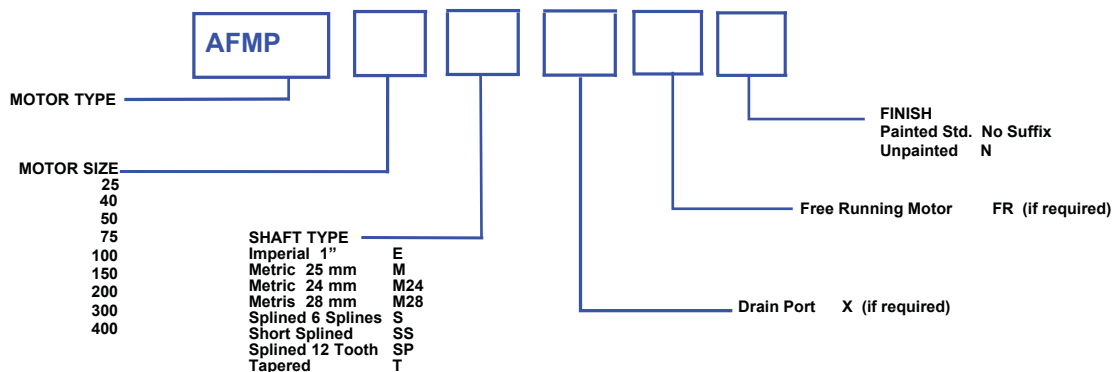 AFMP
MOTOR TYPE
FINISH
Painted Std. No Suffix
Unpainted N
MOTOR SIZE
25
40
50
75
100
150
200
300
400
Free Running Motor FR (if required)
SHAFT TYPE
Imperial 1” E
Metric 25 mm M
Metric 24 mm M24
Metris 28 mm M28
Splined 6 Splines S
Short Splined SS
Splined 12 Tooth SP
Tapered T
Drain Port X (if required)